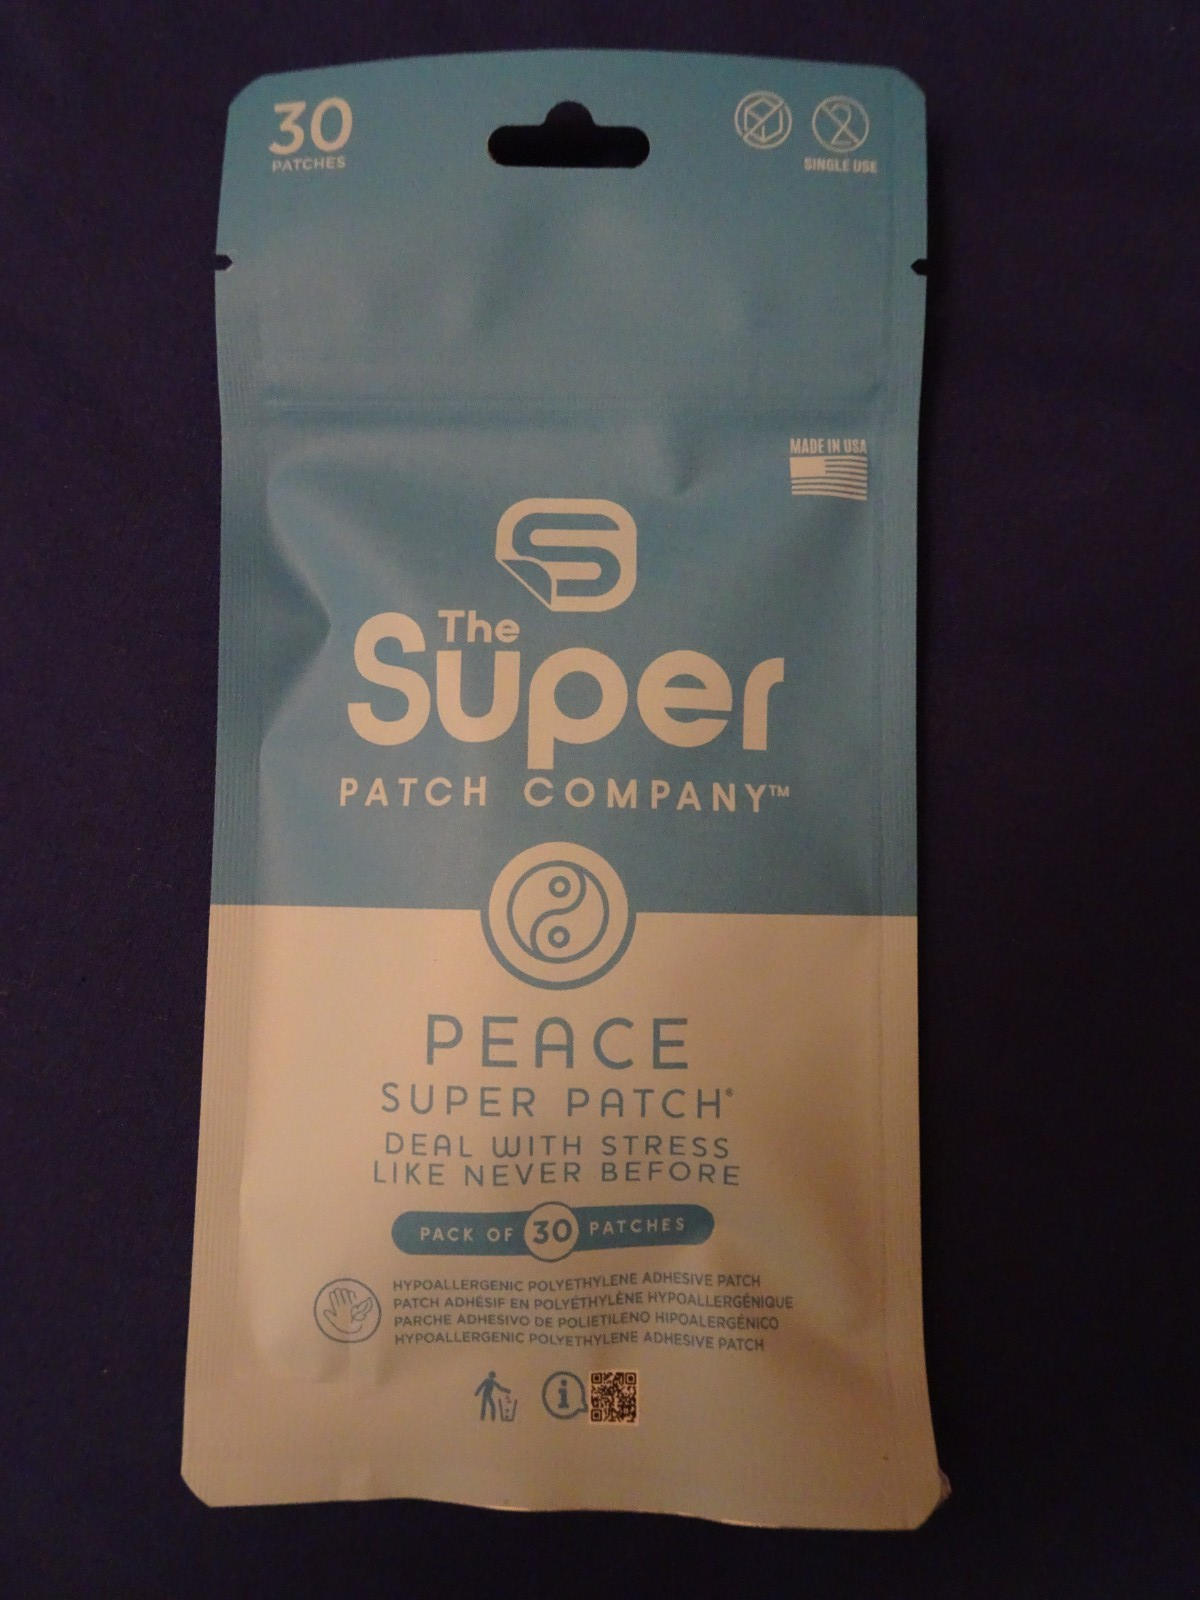 30
PATCHES
2
SINGLE USE
MADE IN USA
S
The
Super
PATCH COMPANY™
PEACE
SUPER PATCH®
DEAL WITH STRESS
LIKE NEVER BEFORE
PACK OF 30 PATCHES
HYPOALLERGENIC POLYETHYLENE ADHESIVE PATCH
PATCH ADHÉSIF EN POLYÉTHYLÈNE HYPOALLERGÉNIQUE
PARCHE ADHESIVO DE POLIETILENO HIPOALERGÉNICO
HYPOALLERGENIC POLYETHYLENE ADHESIVE PATCH
i